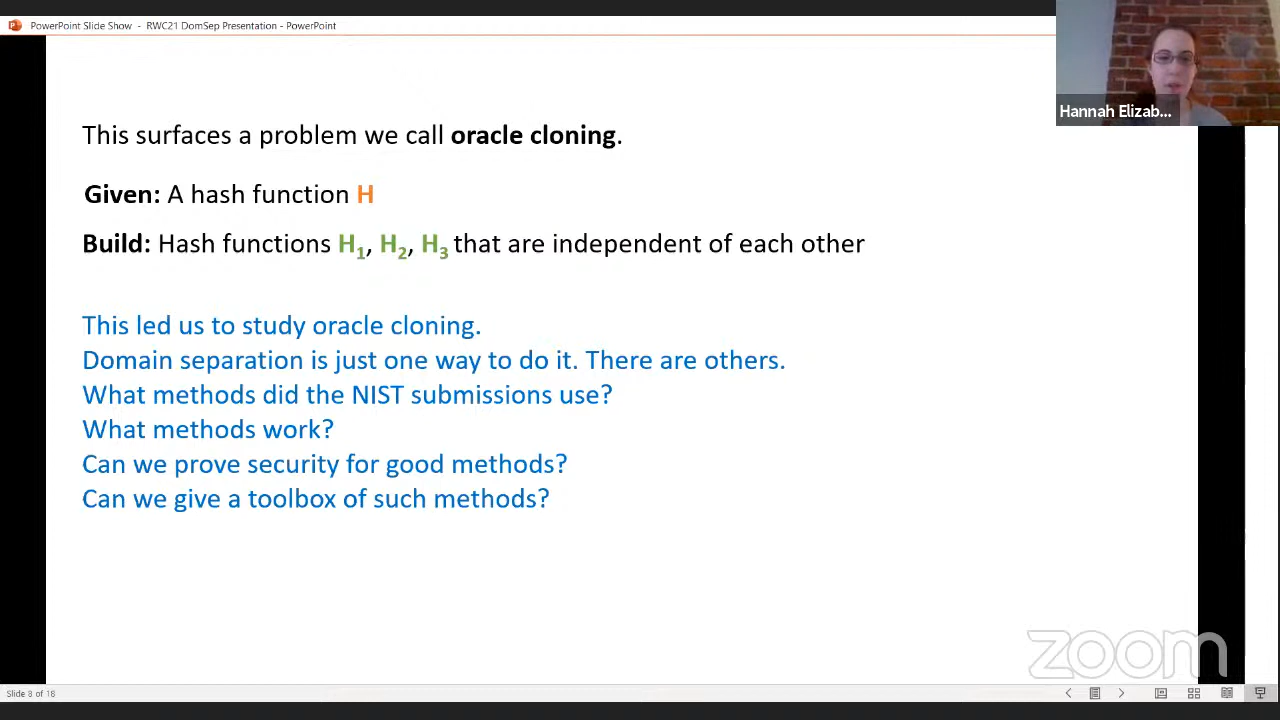 PowerPoint Slide Show - RWC21 DomSep Presentation - PowerPoint
Hannah Elizab...
This surfaces a problem we call oracle cloning.
Given: A hash function H
Build: Hash functions H1, H2, H3 that are independent of each other
This led us to study oracle cloning.
Domain separation is just one way to do it. There are others.
What methods did the NIST submissions use?
What methods work?
Can we prove security for good methods?
Can we give a toolbox of such methods?
zoom
Slide 8 of 18